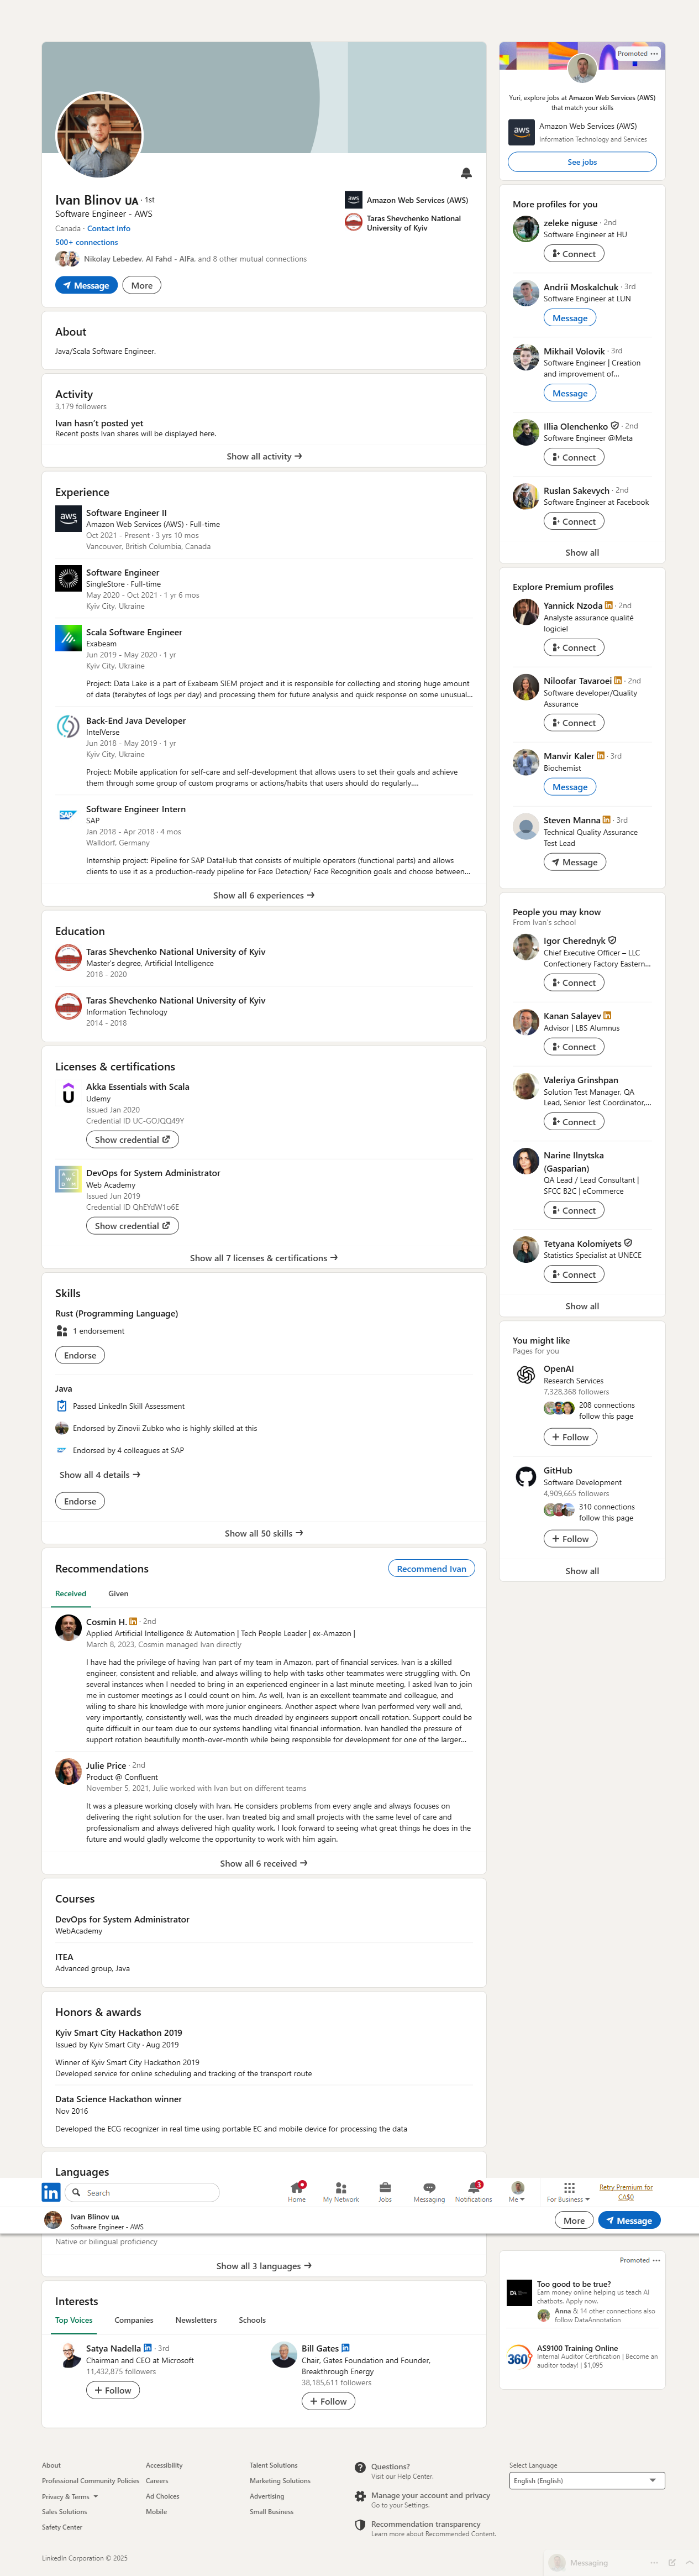 Ivan Blinov ᴜᴀ · 1st
Software Engineer - AWS
Canada · Contact info
500+ connections
Nikolay Lebedev, Al Fahd - AlFa, and 8 other mutual connections
Message
More
Amazon Web Services (AWS)
Taras Shevchenko National
University of Kyiv
About
Java/Scala Software Engineer.
Activity
3,179 followers
Ivan hasn't posted yet
Recent posts Ivan shares will be displayed here.
Show all activity →
Experience
Software Engineer II
Amazon Web Services (AWS) · Full-time
Oct 2021 - Present · 3 yrs 10 mos
Vancouver, British Columbia, Canada
Software Engineer
SingleStore · Full-time
May 2020 - Oct 2021 · 1 yr 6 mos
Kyiv City, Ukraine
Scala Software Engineer
Exabeam
Jun 2019 - May 2020 · 1 yr
Kyiv City, Ukraine
Project: Data Lake is a part of Exabeam SIEM project and it is responsible for collecting and storing huge amount
of data (terabytes of logs per day) and processing them for future analysis and quick response on some unusual...
Back-End Java Developer
IntelVerse
Jun 2018 - May 2019 · 1 yr
Kyiv City, Ukraine
Project: Mobile application for self-care and self-development that allows users to set their goals and achieve
them through some group of custom programs or actions/habits that users should do regularly....
Software Engineer Intern
SAP
Jan 2018 - Apr 2018 · 4 mos
Walldorf, Germany
Internship project: Pipeline for SAP DataHub that consists of multiple operators (functional parts) and allows
clients to use it as a production-ready pipeline for Face Detection/ Face Recognition goals and choose between...
Show all 6 experiences →
Education
Taras Shevchenko National University of Kyiv
Master's degree, Artificial Intelligence
2018 - 2020
Taras Shevchenko National University of Kyiv
Information Technology
2014 - 2018
Licenses & certifications
Akka Essentials with Scala
Udemy
Issued Jan 2020
Credential ID UC-GOJQQ49Y
Show credential
DevOps for System Administrator
Web Academy
Issued Jun 2019
Credential ID QhEYdW1o6E
Show credential
Show all 7 licenses & certifications →
Skills
Rust (Programming Language)
1 endorsement
Endorse
Java
Passed LinkedIn Skill Assessment
Endorsed by Zinovii Zubko who is highly skilled at this
Endorsed by 4 colleagues at SAP
Show all 4 details →
Endorse
Show all 50 skills →
Recommendations
Recommend Ivan
Received
Given
Cosmin H. · 2nd
Applied Artificial Intelligence & Automation | Tech People Leader | ex-Amazon |
March 8, 2023, Cosmin managed Ivan directly
I have had the privilege of having Ivan part of my team in Amazon, part of financial services. Ivan is a skilled
engineer, consistent and reliable, and always willing to help with tasks other teammates were struggling with. On
several instances when I needed to bring in an experienced engineer in a last minute meeting, I asked Ivan to join
me in customer meetings as I could count on him. As well, Ivan is an excellent teammate and colleague, and
wiling to share his knowledge with more junior engineers. Another aspect where Ivan performed very well and,
very importantly, consistently well, was the much dreaded by engineers support oncall rotation. Support could be
quite difficult in our team due to our systems handling vital financial information, Ivan handled the pressure of
support rotation beautifully month-over-month while being responsible for development for one of the larger...
Julie Price · 2nd
Product @ Confluent
November 5, 2021, Julie worked with Ivan but on different teams
It was a pleasure working closely with Ivan. He considers problems from every angle and always focuses on
delivering the right solution for the user. Ivan treated big and small projects with the same level of care and
professionalism and always delivered high quality work. I look forward to seeing what great things he does in the
future and would gladly welcome the opportunity to work with him again.
Show all 6 received →
Courses
DevOps for System Administrator
WebAcademy
ITEA
Advanced group, Java
Honors & awards
Kyiv Smart City Hackathon 2019
Issued by Kyiv Smart City · Aug 2019
Winner of Kyiv Smart City Hackathon 2019
Developed service for online scheduling and tracking of the transport route
Data Science Hackathon winner
Nov 2016
Developed the ECG recognizer in real time using portable EC and mobile device for processing the data
Languages
Search
Home
My Network
Jobs
Messaging
3
Notifications
Me
For Business
Retry Premium for
CA$0
Ivan Blinov ᴜᴀ
Software Engineer - AWS
More
Message
Native or bilingual proficiency
Show all 3 languages →
Interests
Top Voices
Companies
Newsletters
Schools
Satya Nadella · 3rd
Chairman and CEO at Microsoft
11,432,875 followers
+ Follow
Bill Gates
Chair, Gates Foundation and Founder,
Breakthrough Energy
38,185,611 followers
+ Follow
Promoted
Yuri, explore jobs at Amazon Web Services (AWS)
that match your skills
aws
Amazon Web Services (AWS)
Information Technology and Services
See jobs
More profiles for you
zeleke niguse · 2nd
Software Engineer at HU
Connect
Andrii Moskalchuk · 3rd
Software Engineer at LUN
Message
Mikhail Volovik · 3rd
Software Engineer | Creation
and improvement of...
Message
Illia Olenchenko · 2nd
Software Engineer @Meta
Connect
Ruslan Sakevych · 2nd
Software Engineer at Facebook
Connect
Show all
Explore Premium profiles
Yannick Nzoda · 2nd
Analyste assurance qualité
logiciel
Connect
Niloofar Tavaroei · 2nd
Software developer/Quality
Assurance
Connect
Manvir Kaler · 3rd
Biochemist
Message
Steven Manna · 3rd
Technical Quality Assurance
Test Lead
Message
People you may know
From Ivan's school
Igor Cherednyk
Chief Executive Officer – LLC
Confectionery Factory Eastern...
Connect
Kanan Salayev
Advisor | LBS Alumnus
Connect
Valeriya Grinshpan
Solution Test Manager, QA
Lead, Senior Test Coordinator,...
Connect
Narine Ilnytska
(Gasparian)
QA Lead / Lead Consultant |
SFCC B2C | eCommerce
Connect
Tetyana Kolomiyets
Statistics Specialist at UNECE
Connect
Show all
You might like
Pages for you
OpenAI
Research Services
7,328,368 followers
208 connections
follow this page
+ Follow
GitHub
Software Development
4,909,665 followers
310 connections
follow this page
+ Follow
Show all
Promoted
Too good to be true?
Earn money online helping us teach AI
chatbots. Apply now.
Anna & 14 other connections also
follow DataAnnotation
AS9100 Training Online
Internal Auditor Certification | Become an
auditor today! | $1,095
About
Accessibility
Talent Solutions
Professional Community Policies
Careers
Marketing Solutions
Privacy & Terms
Ad Choices
Advertising
Sales Solutions
Mobile
Small Business
Safety Center
Questions?
Visit our Help Center.
Manage your account and privacy
Go to your Settings.
Recommendation transparency
Learn more about Recommended Content.
Select Language
English (English)
LinkedIn Corporation © 2025
Messaging